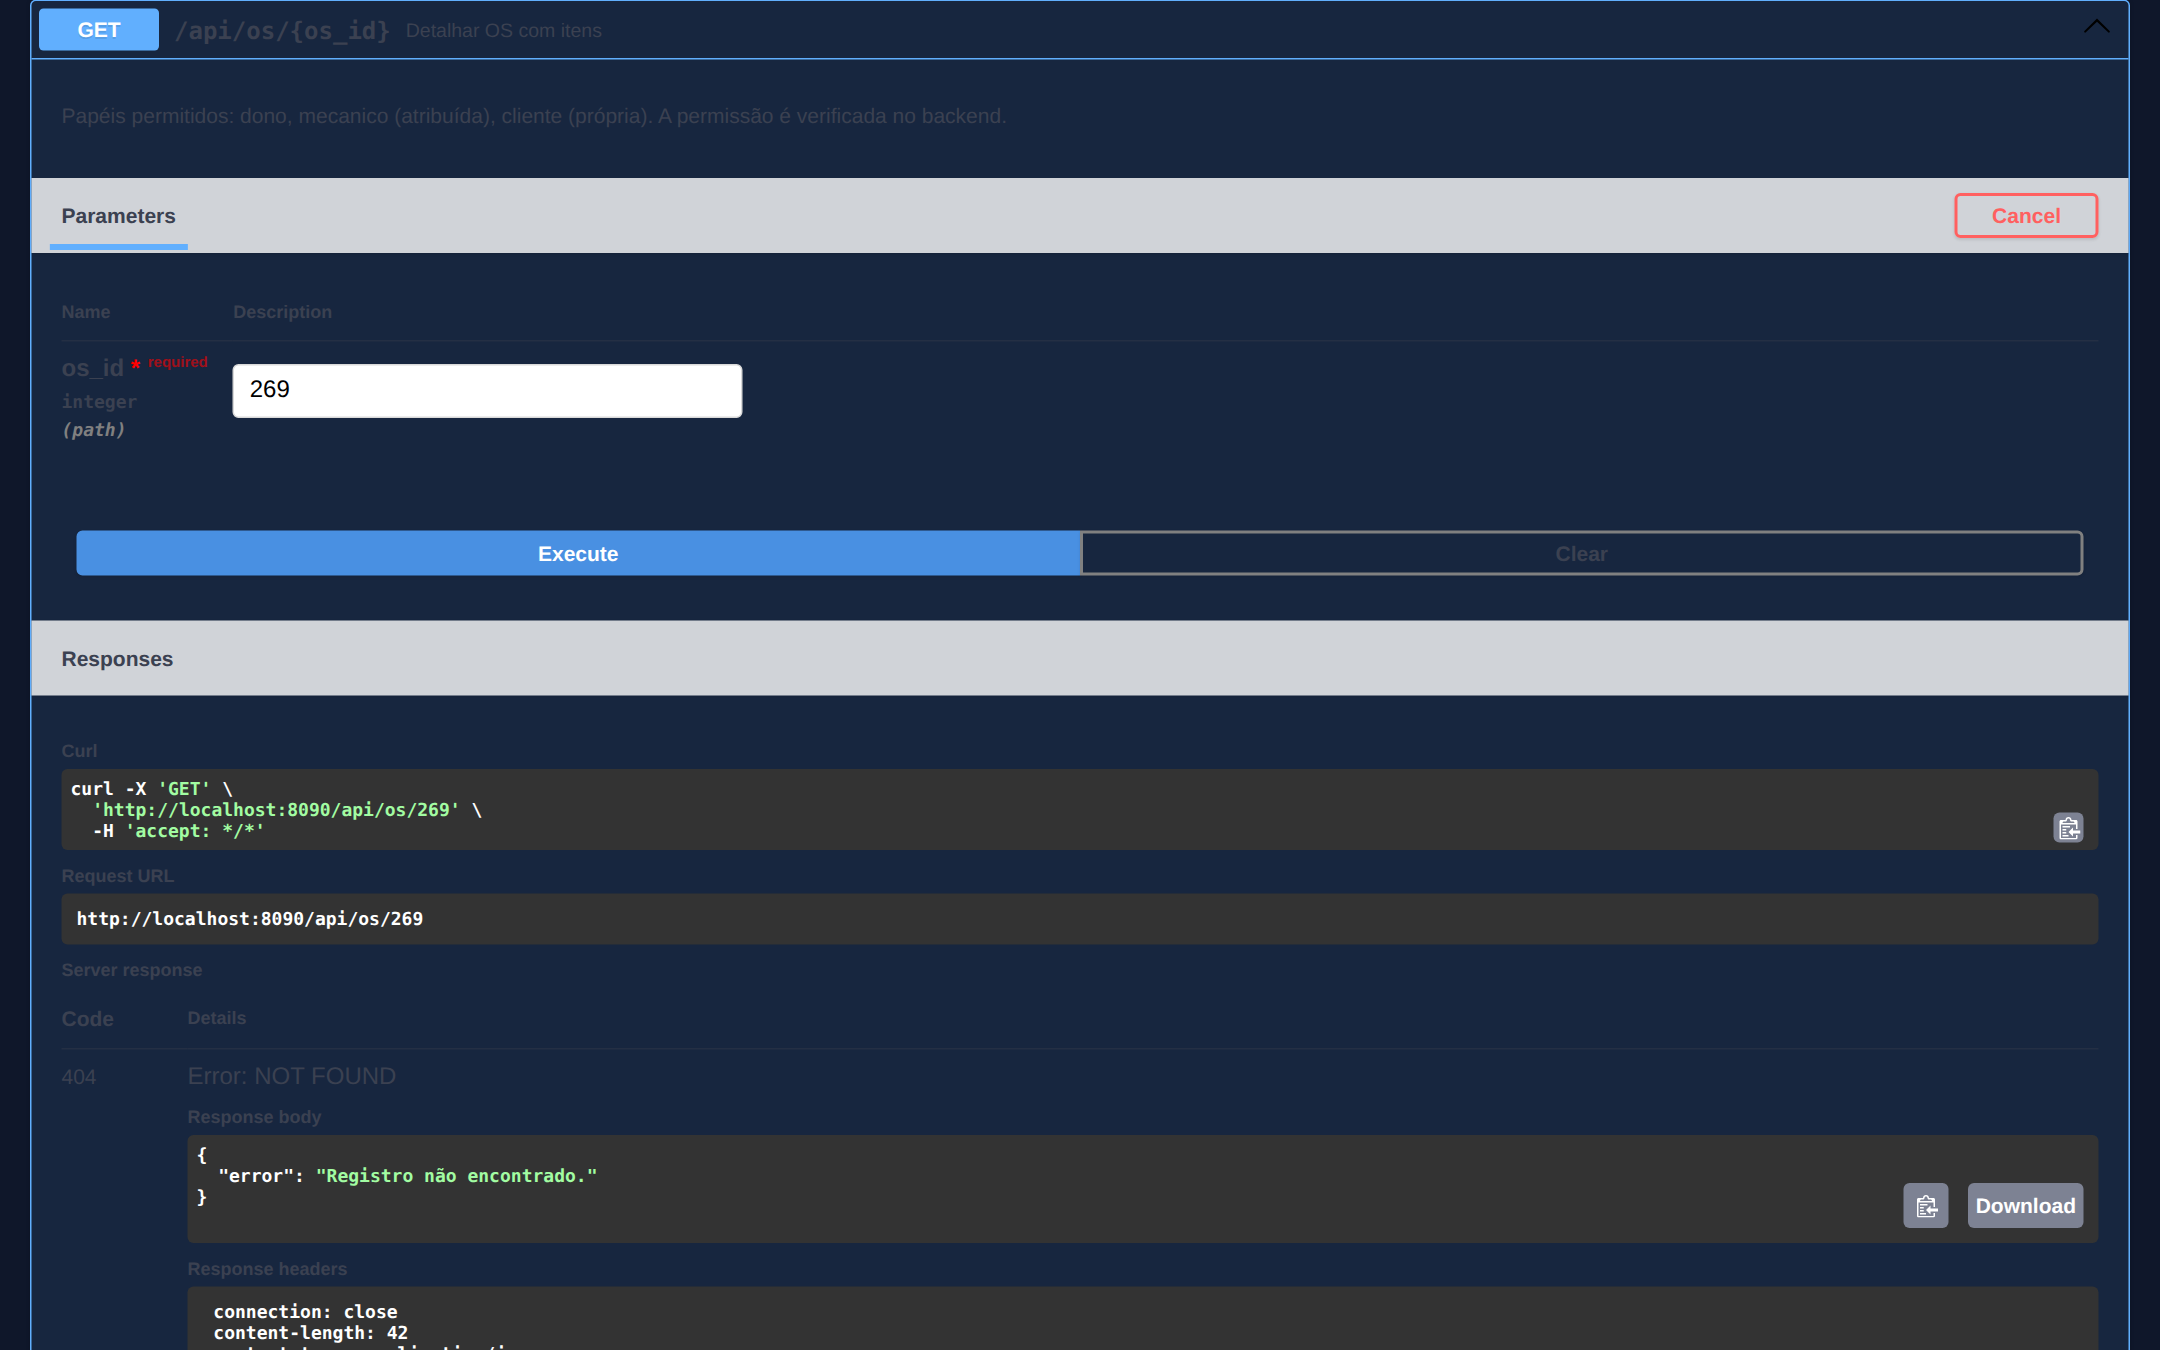 GET /api/os/{os_id} Detalhar OS com itens
Papéis permitidos: dono, mecanico (atribuída), cliente (própria). A permissão é verificada no backend.
Parameters
Cancel
Name Description
os_id * required
integer
(path)
269
Execute
Clear
Responses
Curl
curl -X 'GET' \
'http://localhost:8090/api/os/269' \
-H 'accept: */*'
Request URL
http://localhost:8090/api/os/269
Server response
Code Details
404 Error: NOT FOUND
Response body
{
"error": "Registro não encontrado."
}
Download
Response headers
connection: close
content-length: 42